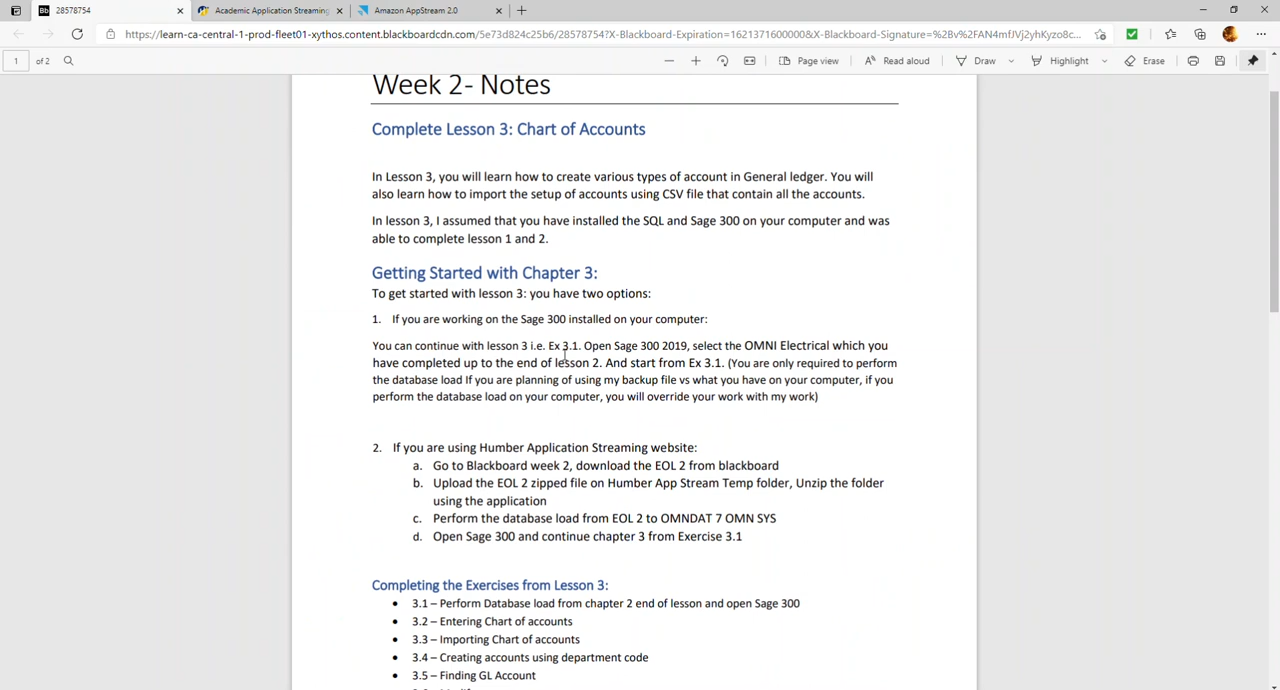 28578754
Academic Application Streaming
Amazon AppStream 2.0
https://learn-ca-central-1-prod-fleet01-xythos.content.blackboardcdn.com/5e73d824c25b6/28578754?X-Blackboard-Expiration=1621371600000&X-Blackboard-Signature=%2Bv%2FAN4mfJVj2yhKyzo8c...
1 of 2
Page view
Read aloud
Draw
Highlight
Erase
Week 2- Notes
Complete Lesson 3: Chart of Accounts
In Lesson 3, you will learn how to create various types of account in General ledger. You will
also learn how to import the setup of accounts using CSV file that contain all the accounts.
In lesson 3, I assumed that you have installed the SQL and Sage 300 on your computer and was
able to complete lesson 1 and 2.
Getting Started with Chapter 3:
To get started with lesson 3: you have two options:
1. If you are working on the Sage 300 installed on your computer:
You can continue with lesson 3 i.e. Ex 3.1. Open Sage 300 2019, select the OMNI Electrical which you
have completed up to the end of lesson 2. And start from Ex 3.1. (You are only required to perform
the database load If you are planning of using my backup file vs what you have on your computer, if you
perform the database load on your computer, you will override your work with my work)
2. If you are using Humber Application Streaming website:
a. Go to Blackboard week 2, download the EOL 2 from blackboard
b. Upload the EOL 2 zipped file on Humber App Stream Temp folder, Unzip the folder
using the application
c. Perform the database load from EOL 2 to OMNDAT 7 OMN SYS
d. Open Sage 300 and continue chapter 3 from Exercise 3.1
Completing the Exercises from Lesson 3:
• 3.1 – Perform Database load from chapter 2 end of lesson and open Sage 300
• 3.2 – Entering Chart of accounts
• 3.3 – Importing Chart of accounts
• 3.4 – Creating accounts using department code
• 3.5 – Finding GL Account